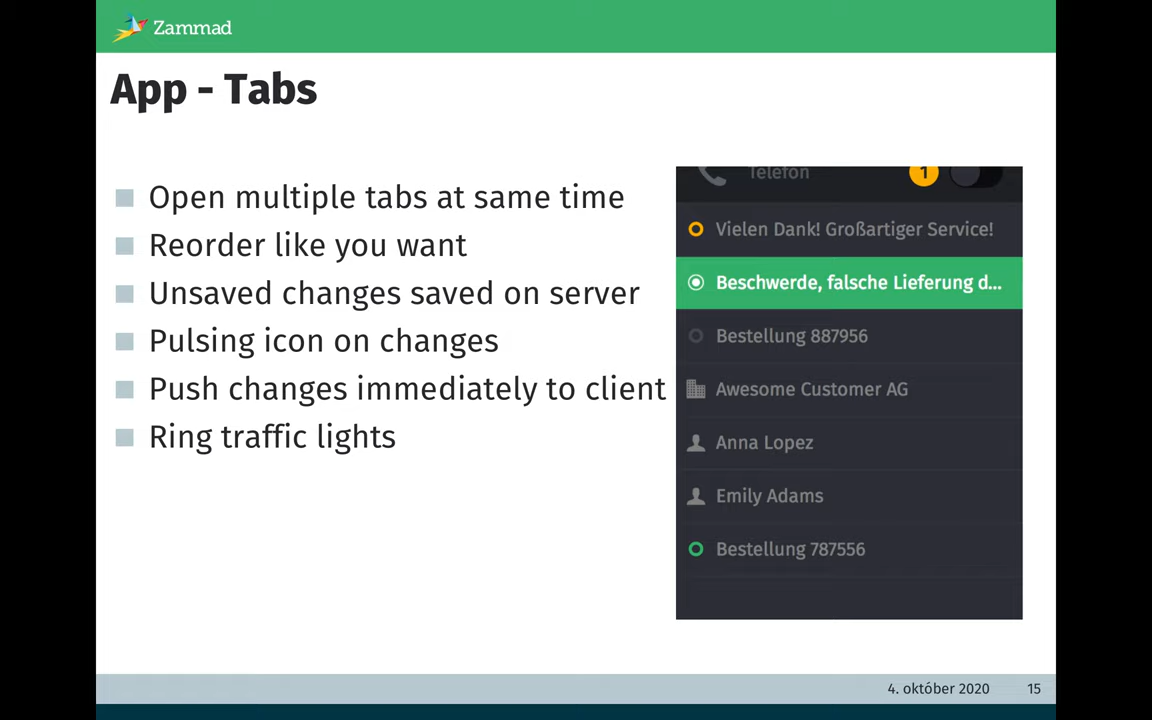 Zammad
App - Tabs
Open multiple tabs at same time
Reorder like you want
Unsaved changes saved on server
Pulsing icon on changes
Push changes immediately to client
Ring traffic lights
Telefon 1
Vielen Dank! Großartiger Service!
Beschwerde, falsche Lieferung d...
Bestellung 887956
Awesome Customer AG
Anna Lopez
Emily Adams
Bestellung 787556
4. október 2020 15